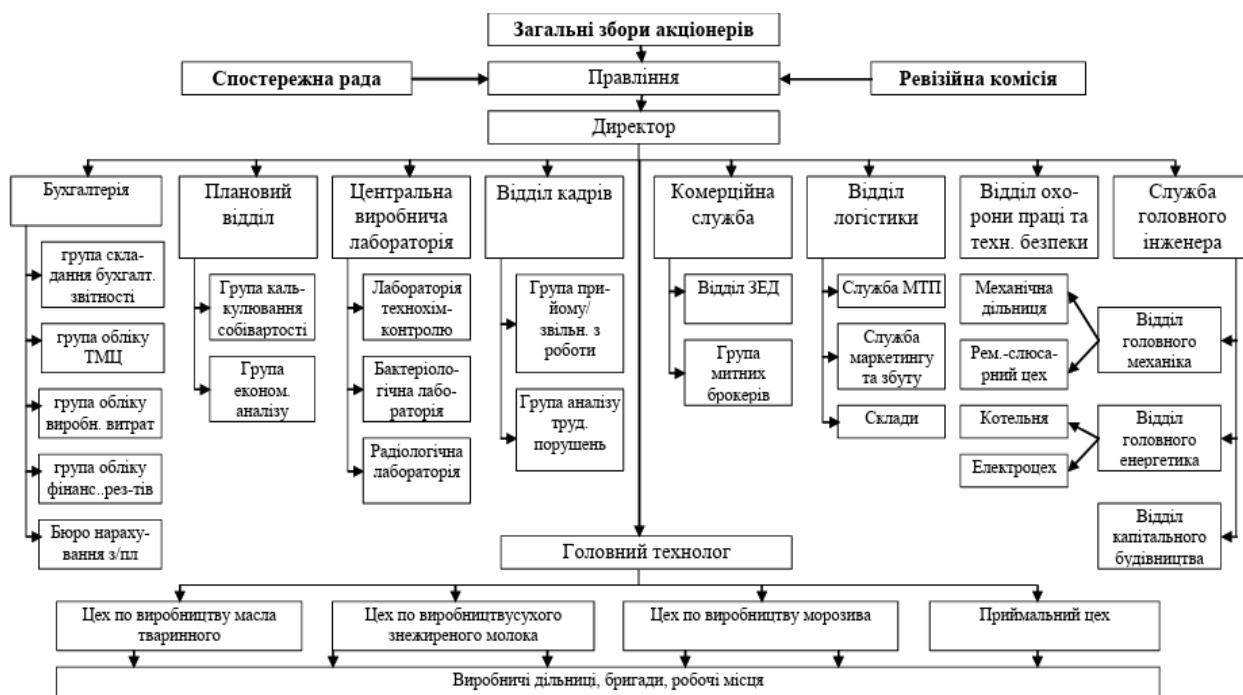 Загальні збори акціонерів
Спостережна рада
Правління
Ревізійна комісія
Директор
Бухгалтерія
група скла-
дання бухгалт.
звітності
група обліку
ТМЦ
група обліку
виробн. витрат
група обліку
фінанс..рез-тів
Бюро нараху-
вання з/пл
Плановий
відділ
Група каль-
кулювання
собівартості
Група
економ.
аналізу
Центральна
виробнича
лабораторія
Лабораторія
технохім-
контролю
Бактеріоло-
гічна лабо-
раторія
Радіологічна
лабораторія
Відділ кадрів
Група при-
йому/
звільн. з
роботи
Група аналізу
труд.
порушень
Комерційна
служба
Відділ ЗЕД
Група
митних
брокерів
Відділ
логістики
Служба МТП
Служба
маркетингу
та збуту
Склади
Відділ охо-
рони праці та
техн. безпеки
Служба
головного
інженера
Механічна
дільниця
Рем.-слюса-
рний цех
Відділ
головного
механіка
Котельня
Електроцех
Відділ
головного
енергетика
Відділ
капітального
будівництва
Головний технолог
Цех по виробництву масла
тваринного
Цех по виробництвусухого
знежиреного молока
Цех по виробництву морозива
Приймальний цех
Виробничі дільниці, бригади, робочі місця